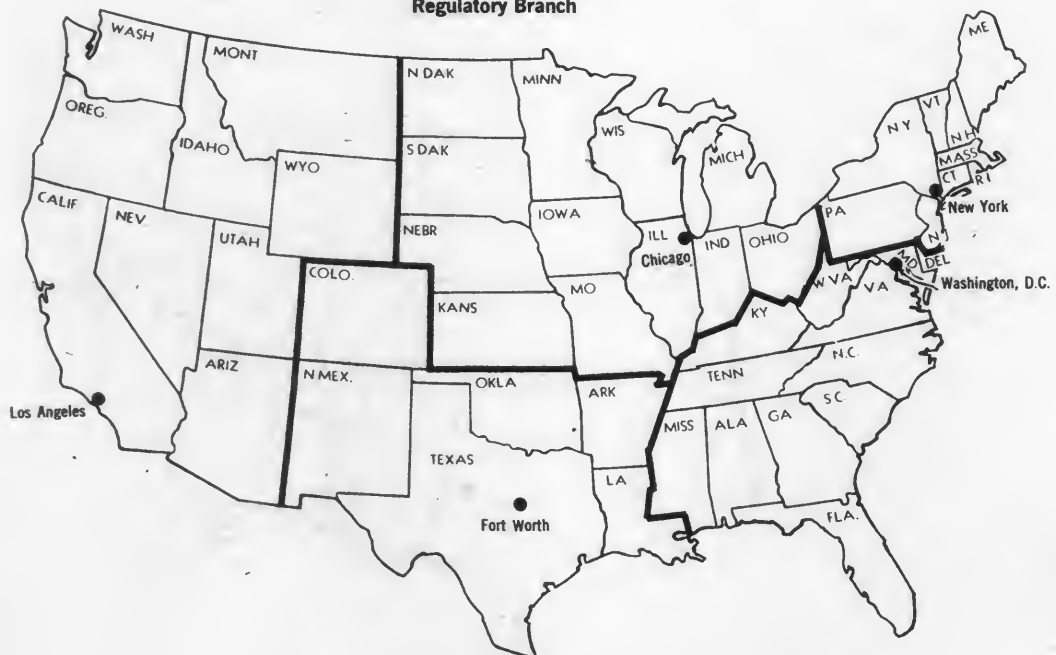 Regulatory Branch
WASH
MONT
N DAK
MINN
ME
OREG.
IDAHO
WYO
S DAK
WIS
MICH
N Y
VT
N H
MASS
CT
R I
New York
CALIF
NEV.
UTAH
NEBR
IOWA
ILL
Chicago
IND
OHIO
PA
N J
COLO.
KANS
MO
KY
W VA
VA
MD
DEL
Washington, D.C.
Los Angeles
ARIZ
N MEX.
OKLA
ARK
TENN
N.C.
S C
TEXAS
Fort Worth
LA
MISS
ALA
GA
FLA.